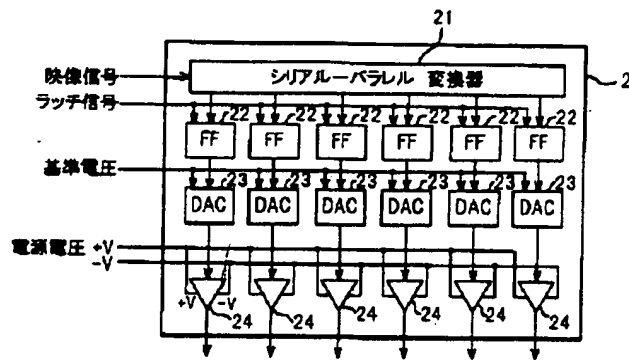 21
映像信号
シリアルーパラレル 変換器
2
ラッチ信号
22 22 22 22 22 22
FF FF FF FF FF FF
基準電圧
23 23 23 23 23 23
DAC DAC DAC DAC DAC DAC
電源電圧 +V
-V
+V -V
24 24 24 24 24 24